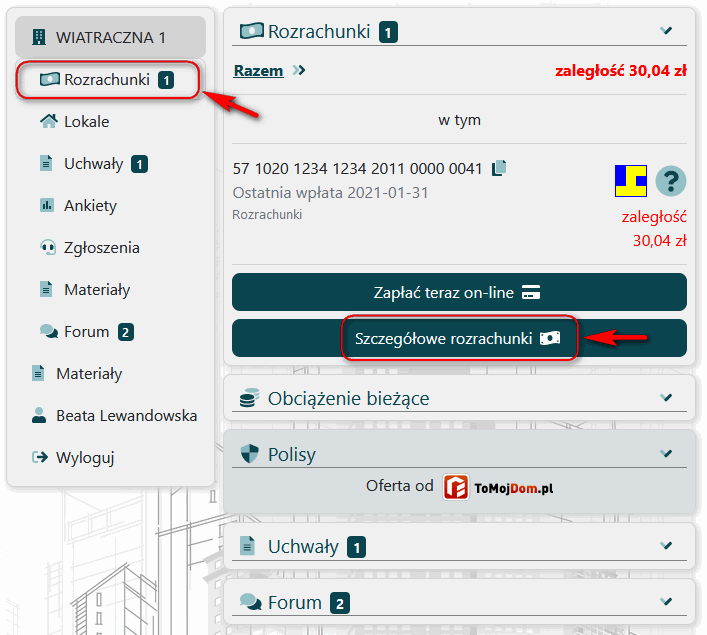 WIATRACZNA 1
Rozrachunki 1
Lokale
Uchwały 1
Ankiety
Zgłoszenia
Materiały
Forum 2
Materiały
Beata Lewandowska
Wyloguj
Rozrachunki 1
Razem zaległość 30,04 zł
w tym
57 1020 1234 1234 2011 0000 0041
Ostatnia wpłata 2021-01-31
Rozrachunki
?
zaległość
30,04 zł
Zapłać teraz on-line
Szczegółowe rozrachunki
Obciążenie bieżące
Polisy
Oferta od ToMojDom.pl
Uchwały 1
Forum 2